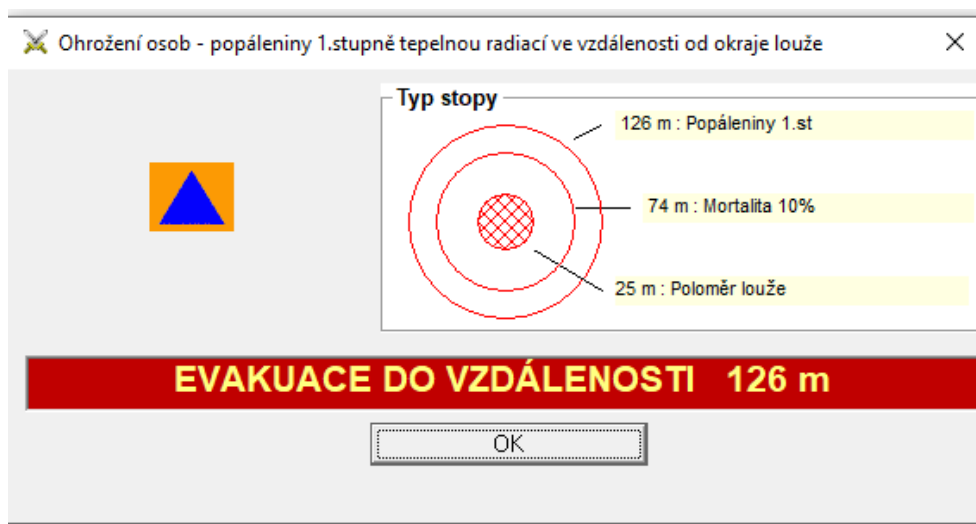 Ohrožení osob - popáleniny 1.stupně tepelnou radiací ve vzdálenosti od okraje louže
Typ stopy
126 m : Popáleniny 1.st
74 m : Mortalita 10%
25 m : Poloměr louže
EVAKUACE DO VZDÁLENOSTI 126 m
OK